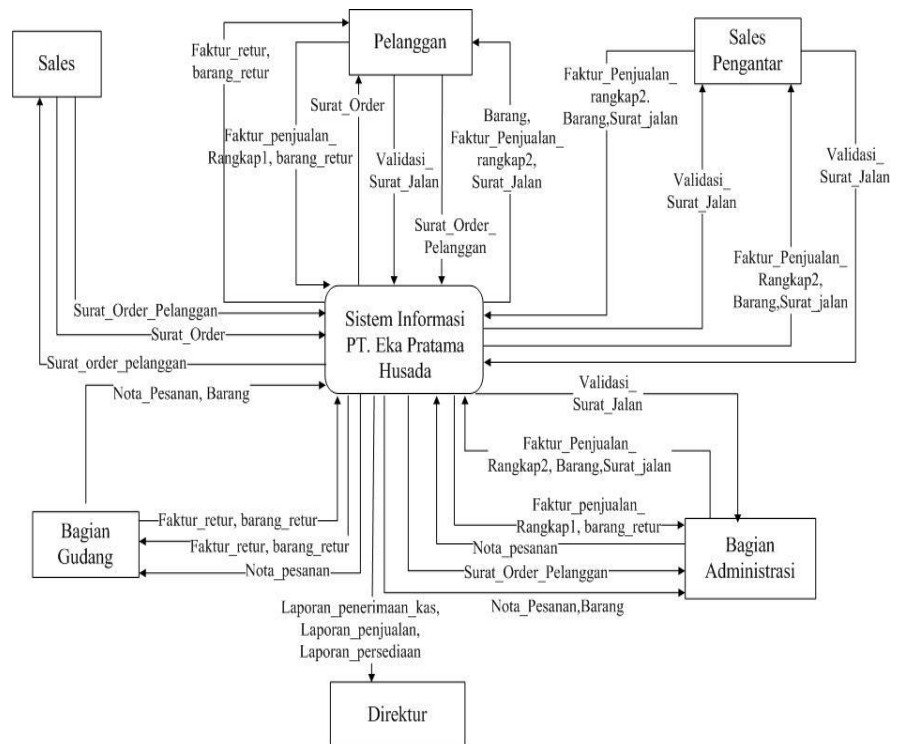 Sales
Faktur_retur,
barang_retur
Pelanggan
Sales
Pengantar
Surat_Order
Faktur_penjualan_
Rangkap1, barang_retur
Validasi_
Surat_Jalan
Barang,
Faktur_Penjualan_
rangkap2,
Surat_Jalan
Surat_Order_
Pelanggan
Faktur_Penjualan_
rangkap2.
Barang,Surat_jalan
Validasi_
Surat_Jalan
Validasi_
Surat_Jalan
Faktur_Penjualan_
Rangkap2,
Barang,Surat_jalan
Surat_Order_Pelanggan
Surat_Order
Surat_order_pelanggan
Nota_Pesanan, Barang
Sistem Informasi
PT. Eka Pratama
Husada
Validasi_
Surat_Jalan
Faktur_Penjualan_
Rangkap2, Barang,Surat_jalan
Faktur_penjualan_
Rangkap1, barang_retur
Nota_pesanan
Surat_Order_Pelanggan
Nota_Pesanan,Barang
Bagian
Administrasi
Bagian
Gudang
Faktur_retur, barang_retur
Faktur_retur, barang_retur
Nota_pesanan
Laporan_penerimaan_kas,
Laporan_penjualan,
Laporan_persediaan
Direktur